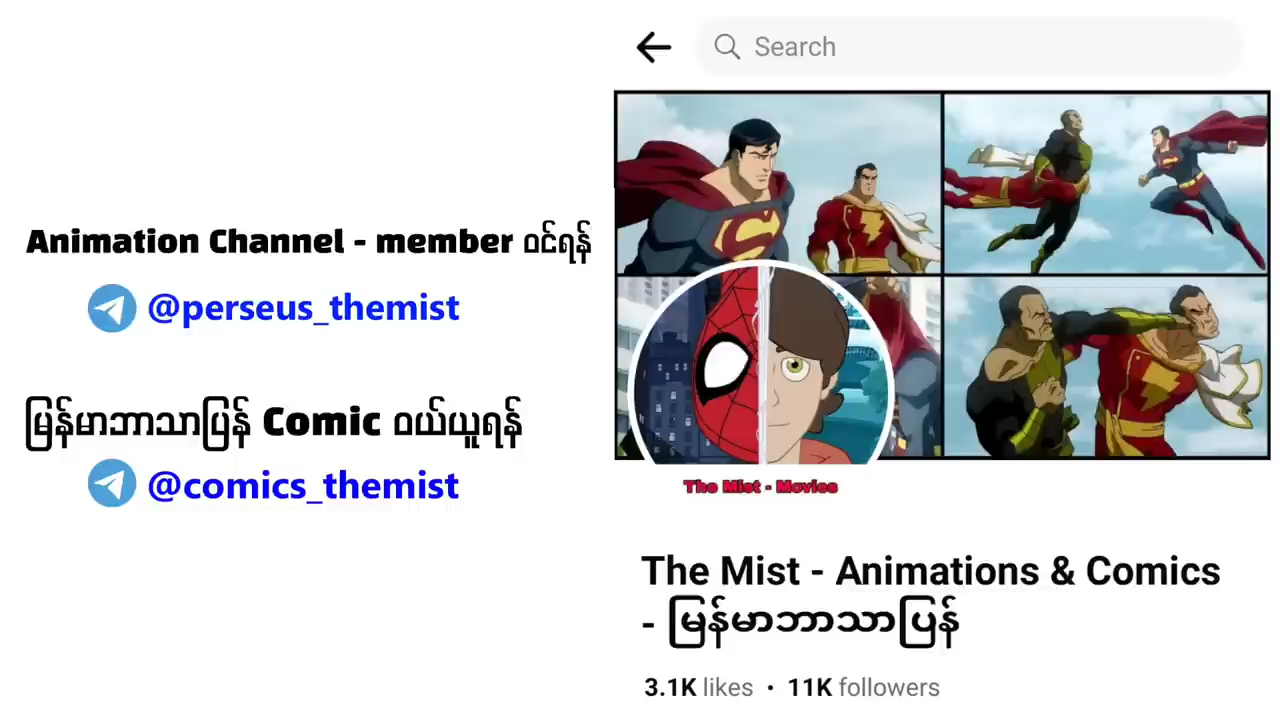 Animation Channel - member ဝင်ရန်
@perseus_themist
မြန်မာဘာသာပြန် Comic ဝယ်ယူရန်
@comics_themist
Search
The Mist - Movies
The Mist - Animations & Comics
- မြန်မာဘာသာပြန်
3.1K likes • 11K followers